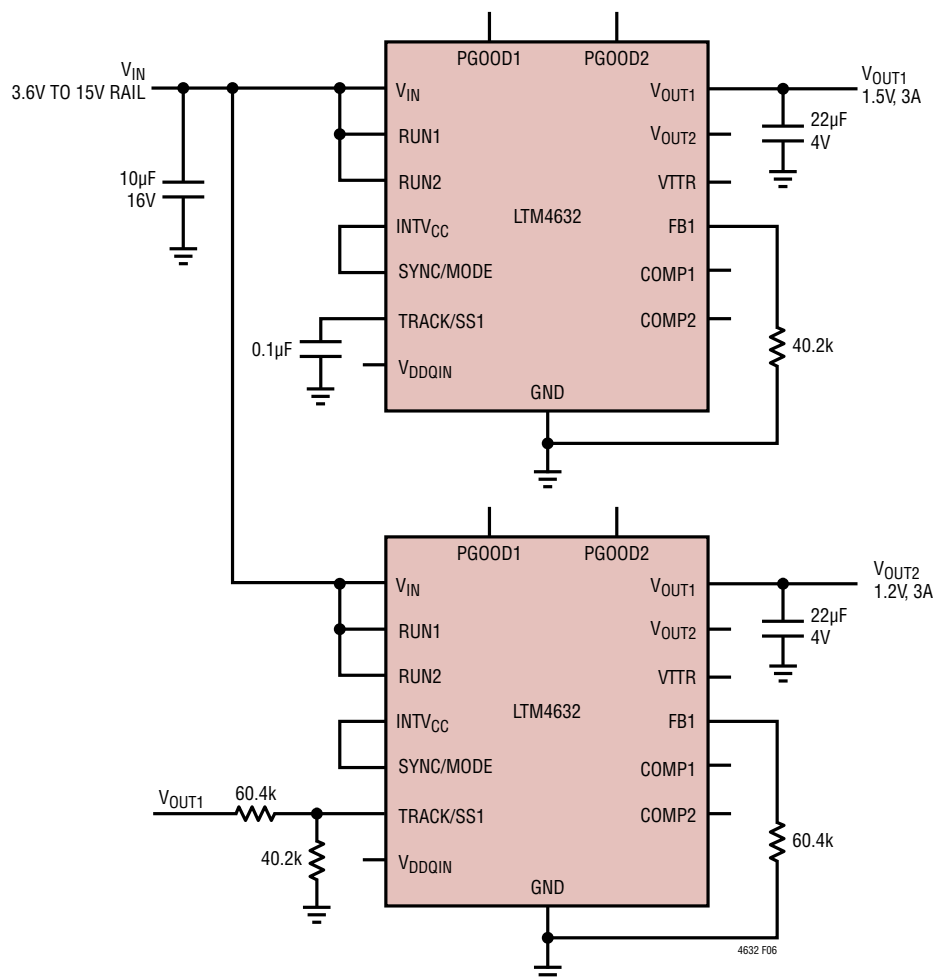 PGOOD1
PGOOD2
VIN
3.6V TO 15V RAIL
VIN
RUN1
RUN2
INTVCC
SYNC/MODE
TRACK/SS1
VDDQIN
LTM4632
VOUT1
VOUT2
VTTR
FB1
COMP1
COMP2
GND
10µF
16V
0.1µF
VOUT1
1.5V, 3A
22µF
4V
40.2k
PGOOD1
PGOOD2
VIN
RUN1
RUN2
INTVCC
SYNC/MODE
TRACK/SS1
VDDQIN
LTM4632
VOUT1
VOUT2
VTTR
FB1
COMP1
COMP2
GND
VOUT1
60.4k
40.2k
VOUT2
1.2V, 3A
22µF
4V
60.4k
4632 F06